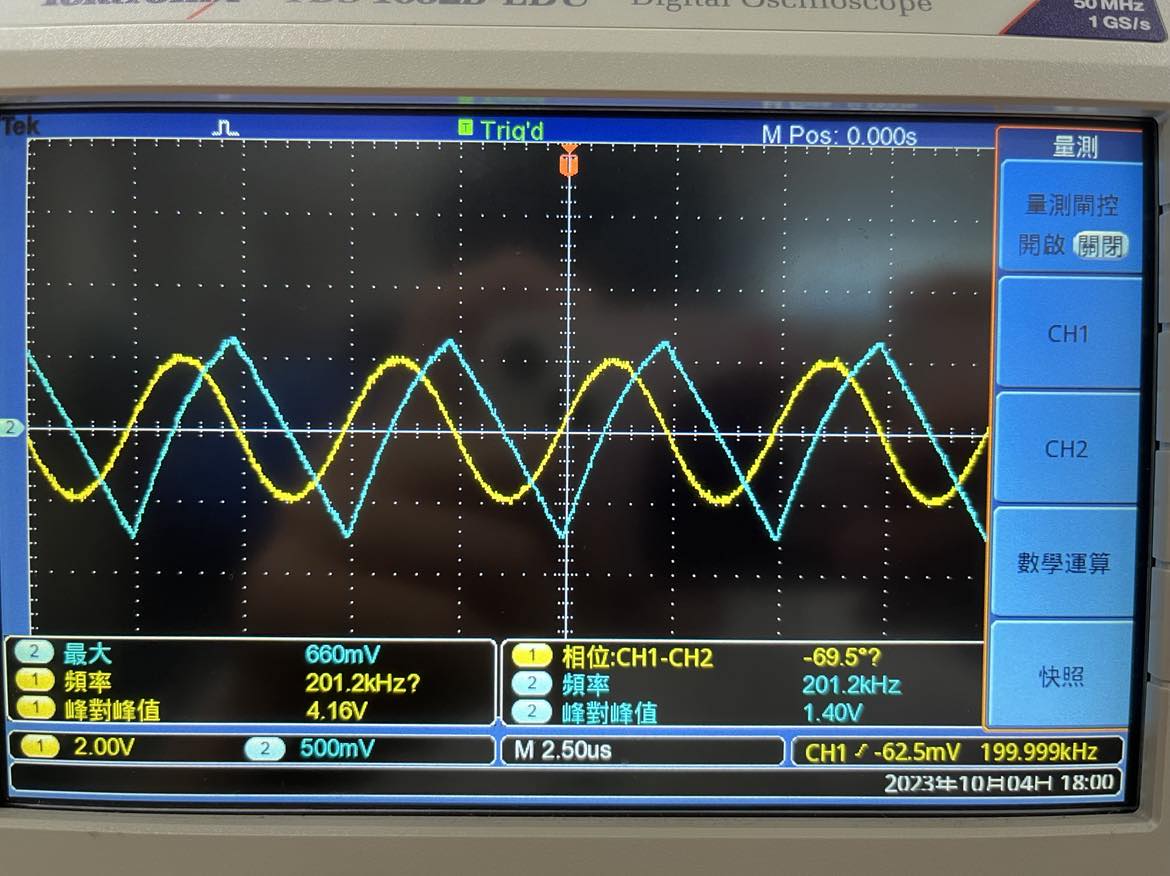 Digital Oscilloscope
50 MHz
1 GS/s
Tek
T Trig'd
M Pos: 0.000s
T
2
量測
量測閘控
開啟 關閉
CH1
CH2
數學運算
快照
2 最大 660mV
1 頻率 201.2kHz?
1 峰對峰值 4.16V
1 相位:CH1-CH2 -69.5°?
2 頻率 201.2kHz
2 峰對峰值 1.40V
1 2.00V 2 500mV
M 2.50us
CH1 -62.5mV 199.999kHz
2023年10月04日 18:00